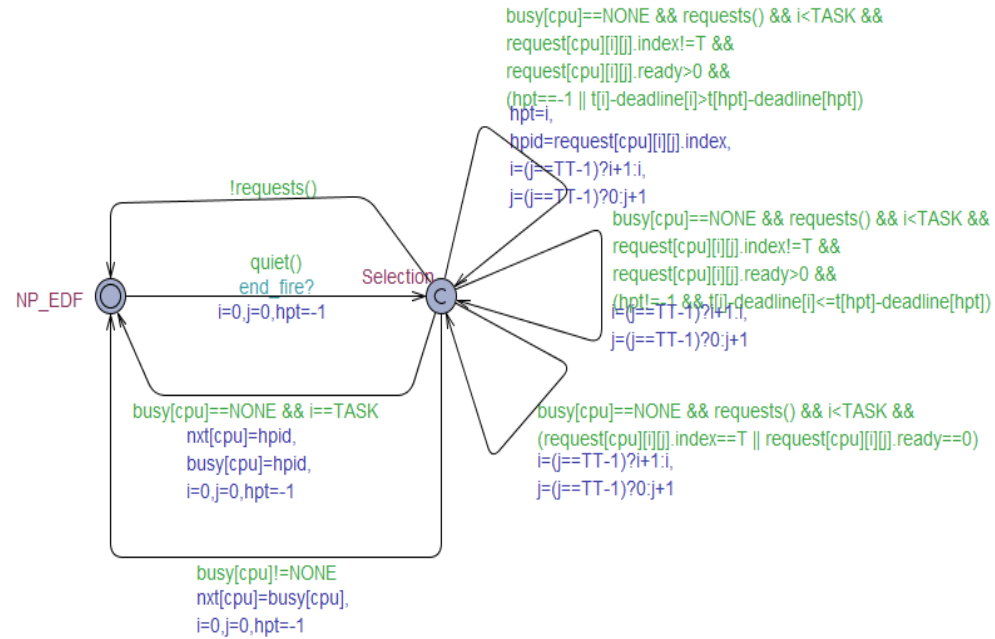 busy[cpu]==NONE && requests() && i<TASK &&
request[cpu][i][j].index!=T &&
request[cpu][i][j].ready>0 &&
(hpt==-1 || t[i]-deadline[i]>t[hpt]-deadline[hpt])
hpt=i,
hpid=request[cpu][i][j].index,
i=(j==TT-1)?i+1:i,
j=(j==TT-1)?0:j+1
!requests()
busy[cpu]==NONE && requests() && i<TASK &&
request[cpu][i][j].index!=T &&
request[cpu][i][j].ready>0 &&
(hpt!=-1 && t[i]-deadline[i]<=t[hpt]-deadline[hpt])
i=(j==TT-1)?i+1:i,
j=(j==TT-1)?0:j+1
quiet()
end_fire?
i=0,j=0,hpt=-1
Selection
C
NP_EDF
busy[cpu]==NONE && i==TASK
nxt[cpu]=hpid,
busy[cpu]=hpid,
i=0,j=0,hpt=-1
busy[cpu]==NONE && requests() && i<TASK &&
(request[cpu][i][j].index==T || request[cpu][i][j].ready==0)
i=(j==TT-1)?i+1:i,
j=(j==TT-1)?0:j+1
busy[cpu]!=NONE
nxt[cpu]=busy[cpu],
i=0,j=0,hpt=-1